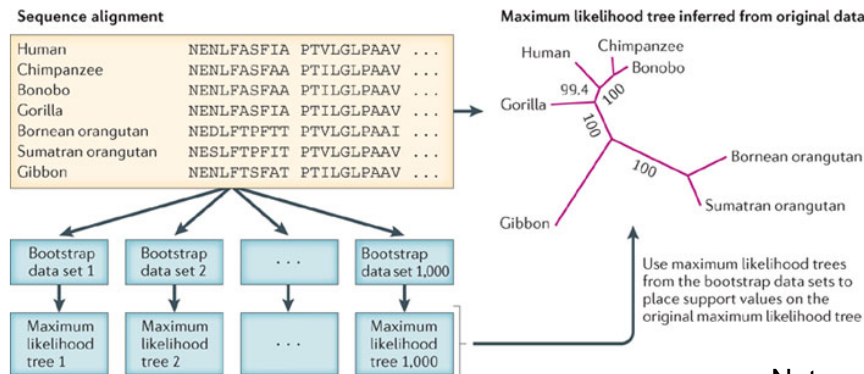 Sequence alignment
Human NENLFASFIA PTVLGLPAAV ...
Chimpanzee NENLFASFAA PTILGLPAAV ...
Bonobo NENLFASFAA PTILGLPAAV ...
Gorilla NENLFASFIA PTILGLPAAV ...
Bornean orangutan NEDLFTPFTT PTVLGLPAAI ...
Sumatran orangutan NESLFTPFIT PTVLGLPAAV ...
Gibbon NENLFTSFAT PTILGLPAAV ...
Bootstrap
data set 1
Bootstrap
data set 2
...
Bootstrap
data set 1,000
Maximum
likelihood
tree 1
Maximum
likelihood
tree 2
...
Maximum
likelihood
tree 1,000
Maximum likelihood tree inferred from original data
Human
Chimpanzee
Bonobo
99.4
100
Gorilla
100
100
Bornean orangutan
Sumatran orangutan
Gibbon
Use maximum likelihood trees
from the bootstrap data sets to
place support values on the
original maximum likelihood tree